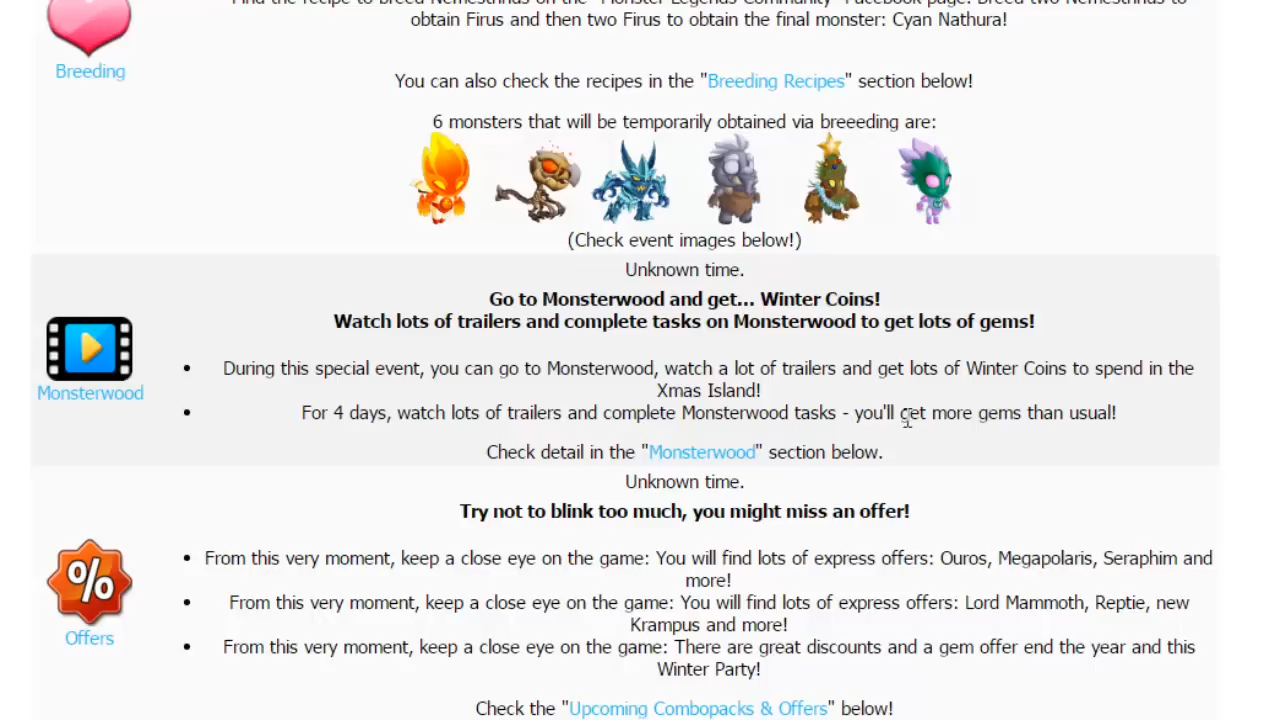 Find the recipe to breed Nemestrinus on the "Monster Legends Community" Facebook page. Breed two Nemestrinus to
obtain Firus and then two Firus to obtain the final monster: Cyan Nathura!
Breeding
You can also check the recipes in the "Breeding Recipes" section below!
6 monsters that will be temporarily obtained via breeeding are:
(Check event images below!)
Unknown time.
Go to Monsterwood and get... Winter Coins!
Watch lots of trailers and complete tasks on Monsterwood to get lots of gems!
Monsterwood
• During this special event, you can go to Monsterwood, watch a lot of trailers and get lots of Winter Coins to spend in the
Xmas Island!
• For 4 days, watch lots of trailers and complete Monsterwood tasks - you'll get more gems than usual!
Check detail in the "Monsterwood" section below.
Unknown time.
Try not to blink too much, you might miss an offer!
%
Offers
• From this very moment, keep a close eye on the game: You will find lots of express offers: Ouros, Megapolaris, Seraphim and
more!
• From this very moment, keep a close eye on the game: You will find lots of express offers: Lord Mammoth, Reptie, new
Krampus and more!
• From this very moment, keep a close eye on the game: There are great discounts and a gem offer end the year and this
Winter Party!
Check the "Upcoming Combopacks & Offers" below!